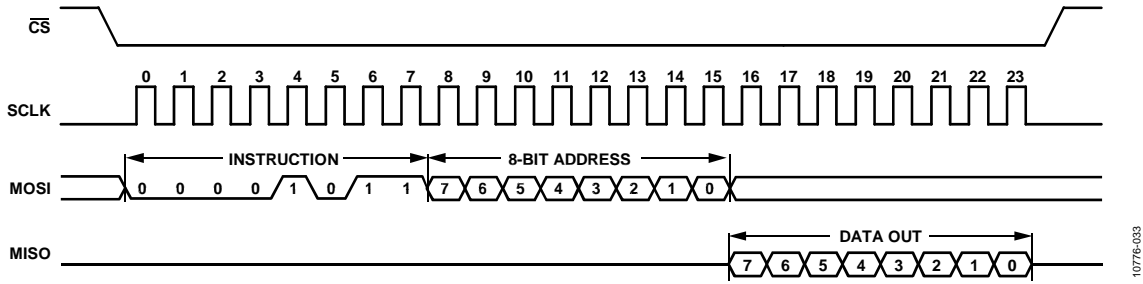 CS
0 1 2 3 4 5 6 7 8 9 10 11 12 13 14 15 16 17 18 19 20 21 22 23
SCLK
INSTRUCTION 8-BIT ADDRESS
MOSI 0 0 0 0 1 0 1 1 7 6 5 4 3 2 1 0
DATA OUT
MISO 7 6 5 4 3 2 1 0
10776-033